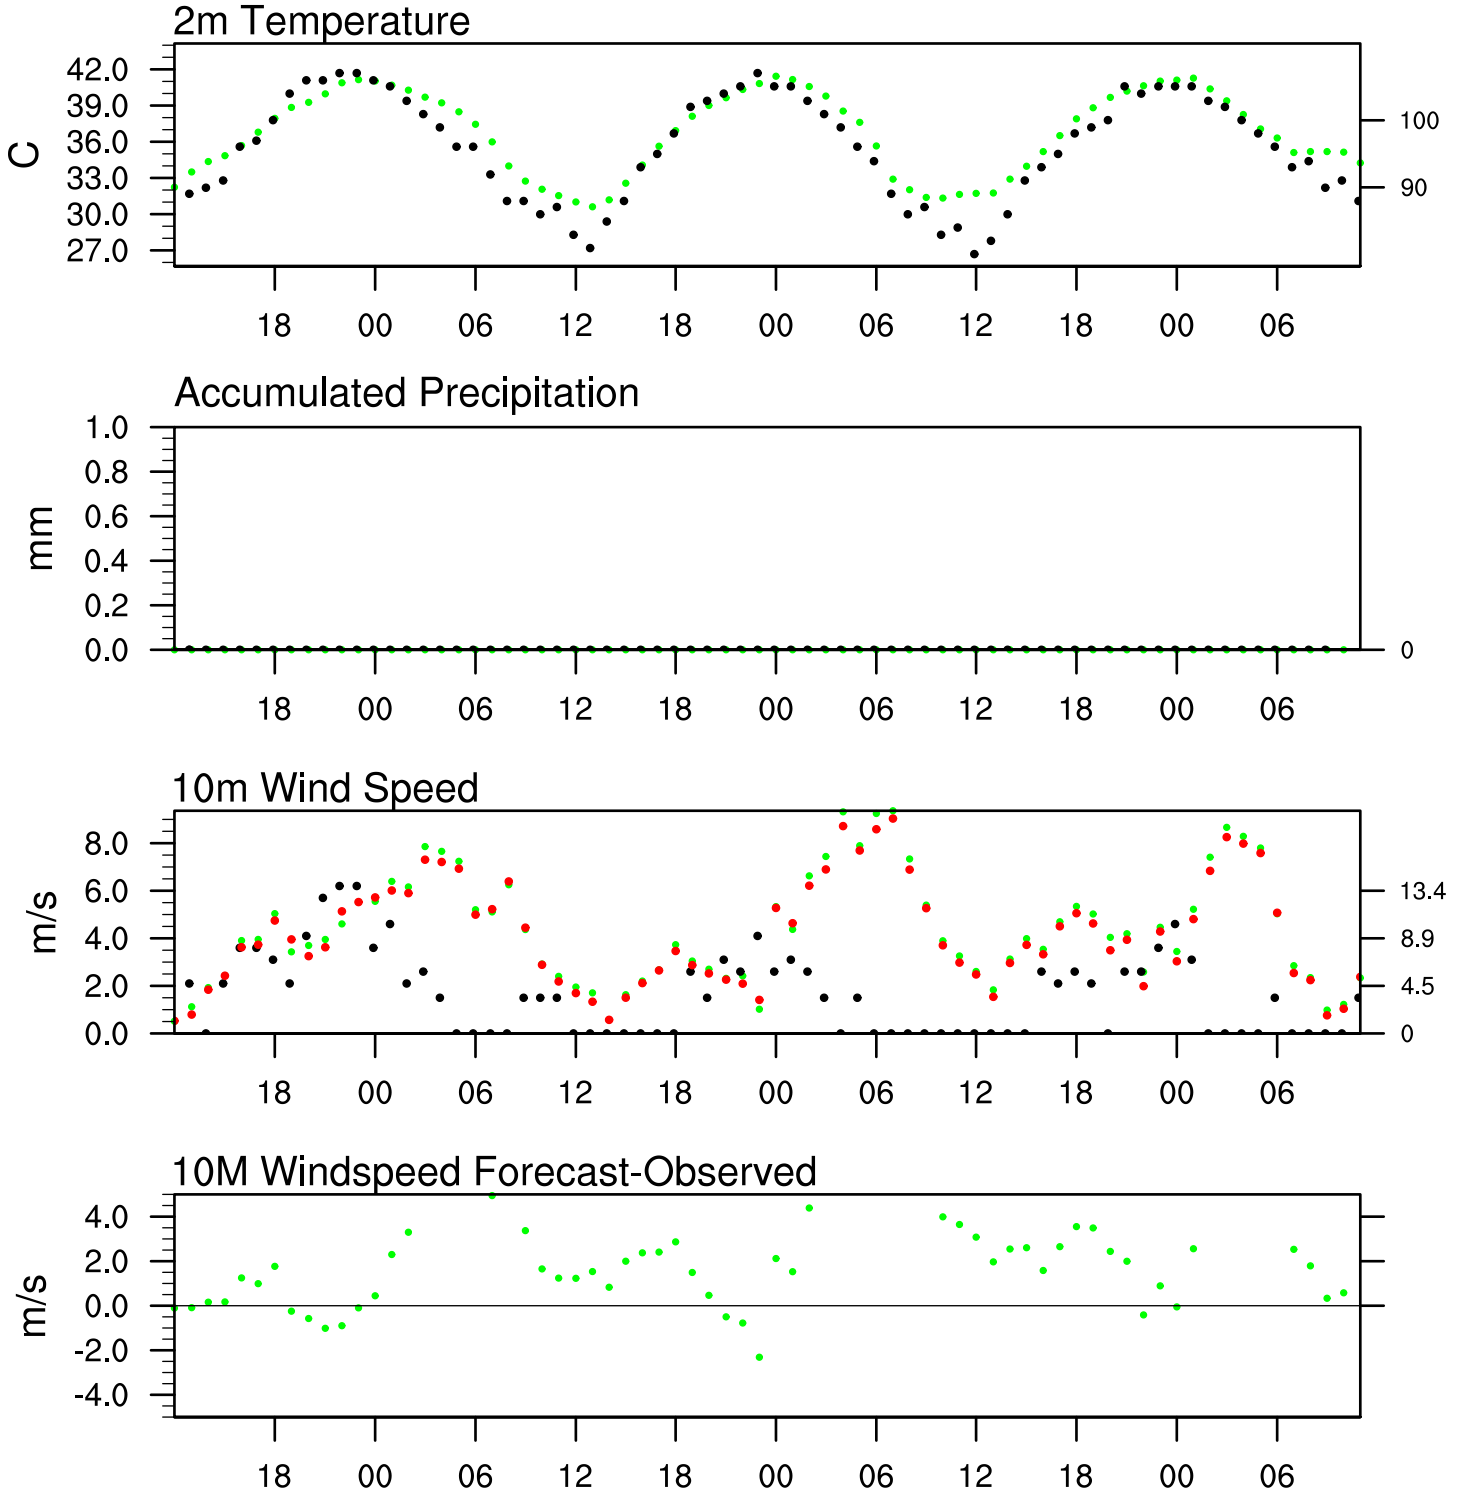 2m Temperature
42.0
39.0
36.0
33.0
30.0
27.0
C
100
90
18 00 06 12 18 00 06 12 18 00 06
Accumulated Precipitation
1.0
0.8
0.6
0.4
0.2
0.0
mm
0
18 00 06 12 18 00 06 12 18 00 06
10m Wind Speed
8.0
6.0
4.0
2.0
0.0
m/s
13.4
8.9
4.5
0
18 00 06 12 18 00 06 12 18 00 06
10M Windspeed Forecast-Observed
4.0
2.0
0.0
-2.0
-4.0
m/s
18 00 06 12 18 00 06 12 18 00 06